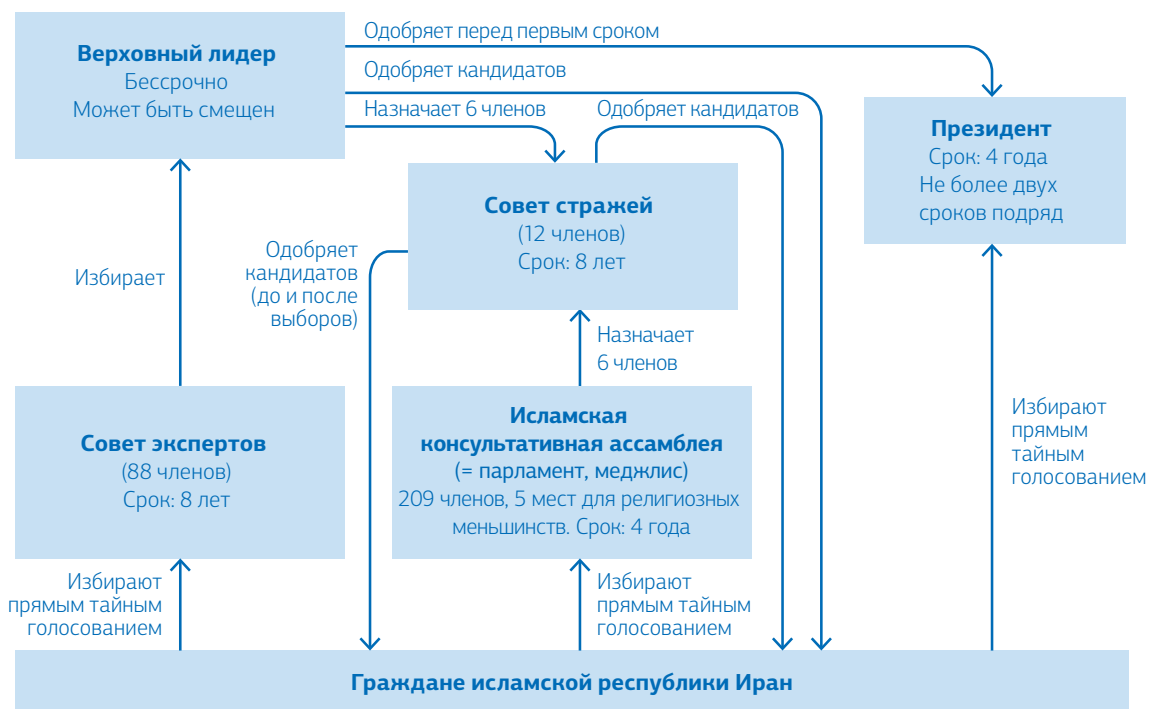 Верховный лидер
Бессрочно
Может быть смещен
Одобряет перед первым сроком
Одобряет кандидатов
Назначает 6 членов
Одобряет кандидатов
Президент
Срок: 4 года
Не более двух
сроков подряд
Совет стражей
(12 членов)
Срок: 8 лет
Избирает
Одобряет
кандидатов
(до и после
выборов)
Назначает
6 членов
Совет экспертов
(88 членов)
Срок: 8 лет
Исламская
консультативная ассамблея
(= парламент, меджлис)
209 членов, 5 мест для религиозных
меньшинств. Срок: 4 года
Избирают
прямым
тайным
голосованием
Избирают
прямым тайным
голосованием
Избирают
прямым тайным
голосованием
Граждане исламской республики Иран